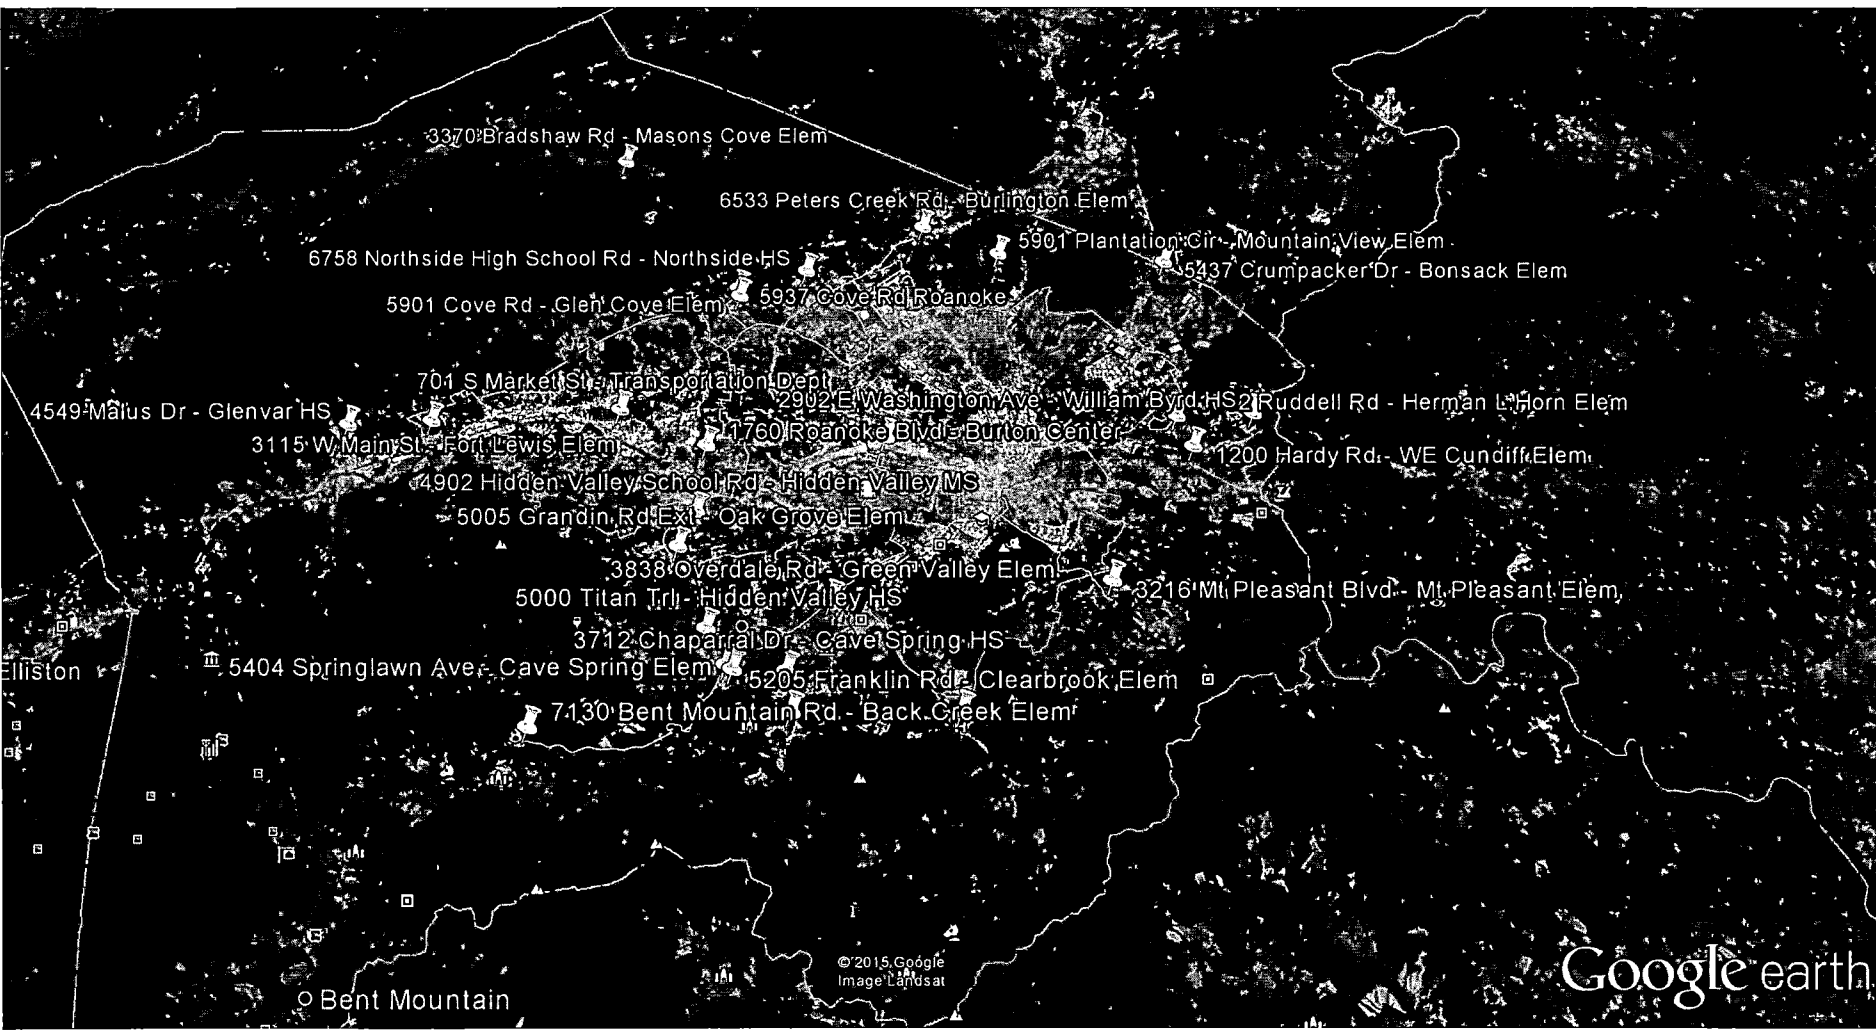 3370 Bradshaw Rd - Masons Cove Elem
6533 Peters Creek Rd - Burlington Elem
5901 Plantation Cir - Mountain View Elem
6758 Northside High School Rd - Northside HS
5437 Crumpacker Dr - Bonsack Elem
5901 Cove Rd - Glen Cove Elem
5937 Cove Rd Roanoke
701 S Market St - Transportation Dept
4549 Malus Dr - Glenvar HS
2902 E Washington Ave - William Byrd HS
2 Ruddell Rd - Herman L Horn Elem
3115 W Main St - Fort Lewis Elem
1760 Roanoke Blvd - Burton Center
1200 Hardy Rd - WE Cundiff Elem
4902 Hidden Valley School Rd - Hidden Valley MS
5005 Grandin Rd Ext - Oak Grove Elem
3838 Overdale Rd - Green Valley Elem
3216 Mt Pleasant Blvd - Mt Pleasant Elem
5000 Titan Trl - Hidden Valley HS
3712 Chaparral Dr - Cave Spring HS
Elliston
5404 Springlawn Ave - Cave Spring Elem
5205 Franklin Rd - Clearbrook Elem
7130 Bent Mountain Rd - Back Creek Elem
© 2015 Google
Image Landsat
Google earth
Bent Mountain